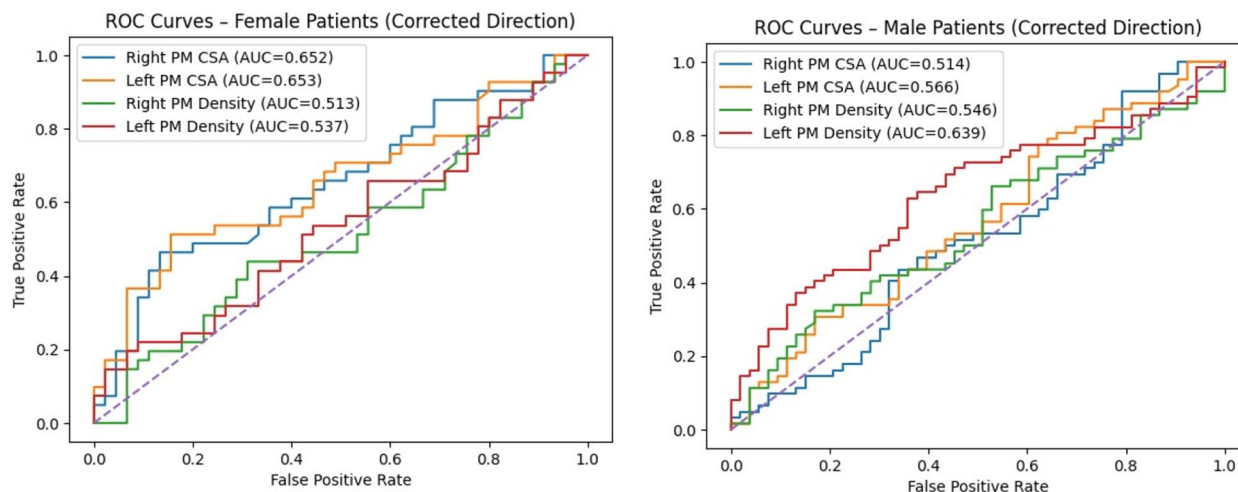 ROC Curves – Female Patients (Corrected Direction)
1.0
0.8
0.6
0.4
0.2
0.0
True Positive Rate
Right PM CSA (AUC=0.652)
Left PM CSA (AUC=0.653)
Right PM Density (AUC=0.513)
Left PM Density (AUC=0.537)
0.0 0.2 0.4 0.6 0.8 1.0
False Positive Rate
ROC Curves – Male Patients (Corrected Direction)
1.0
0.8
0.6
0.4
0.2
0.0
True Positive Rate
Right PM CSA (AUC=0.514)
Left PM CSA (AUC=0.566)
Right PM Density (AUC=0.546)
Left PM Density (AUC=0.639)
0.0 0.2 0.4 0.6 0.8 1.0
False Positive Rate